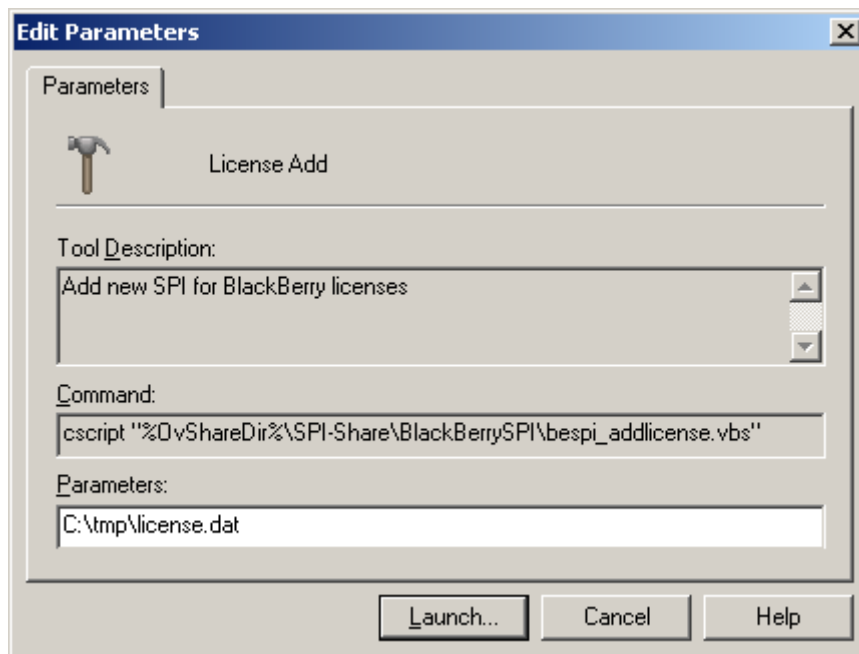 Edit Parameters
Parameters
License Add
Tool Description:
Add new SPI for BlackBerry licenses
Command:
cscript "%OvShareDir%\SPI-Share\BlackBerrySPI\bespi_addlicense.vbs"
Parameters:
C:\tmp\license.dat
Launch... Cancel Help